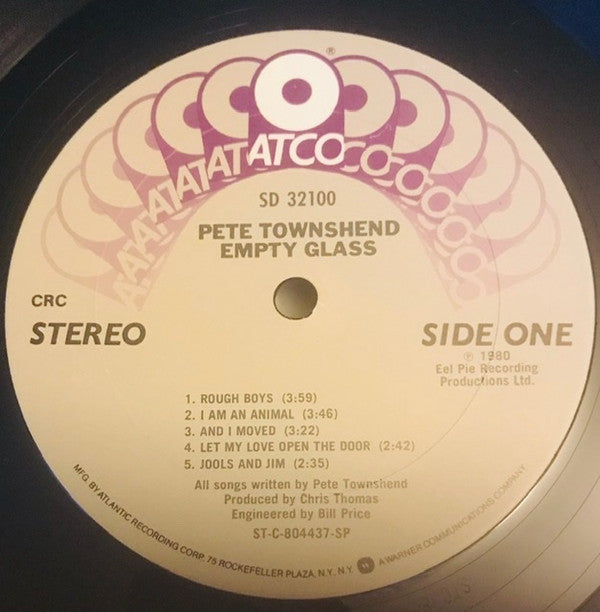 ATCO
®
SD 32100
PETE TOWNSHEND
EMPTY GLASS
CRC
STEREO
SIDE ONE
℗ 1980
Eel Pie Recording
Productions Ltd.
1. ROUGH BOYS (3:59)
2. I AM AN ANIMAL (3:46)
3. AND I MOVED (3:22)
4. LET MY LOVE OPEN THE DOOR (2:42)
5. JOOLS AND JIM (2:35)
All songs written by Pete Townshend
Produced by Chris Thomas
Engineered by Bill Price
ST-C-804437-SP
MFG. BY ATLANTIC RECORDING CORP. 75 ROCKEFELLER PLAZA, N.Y. N.Y. A WARNER COMMUNICATIONS COMPANY